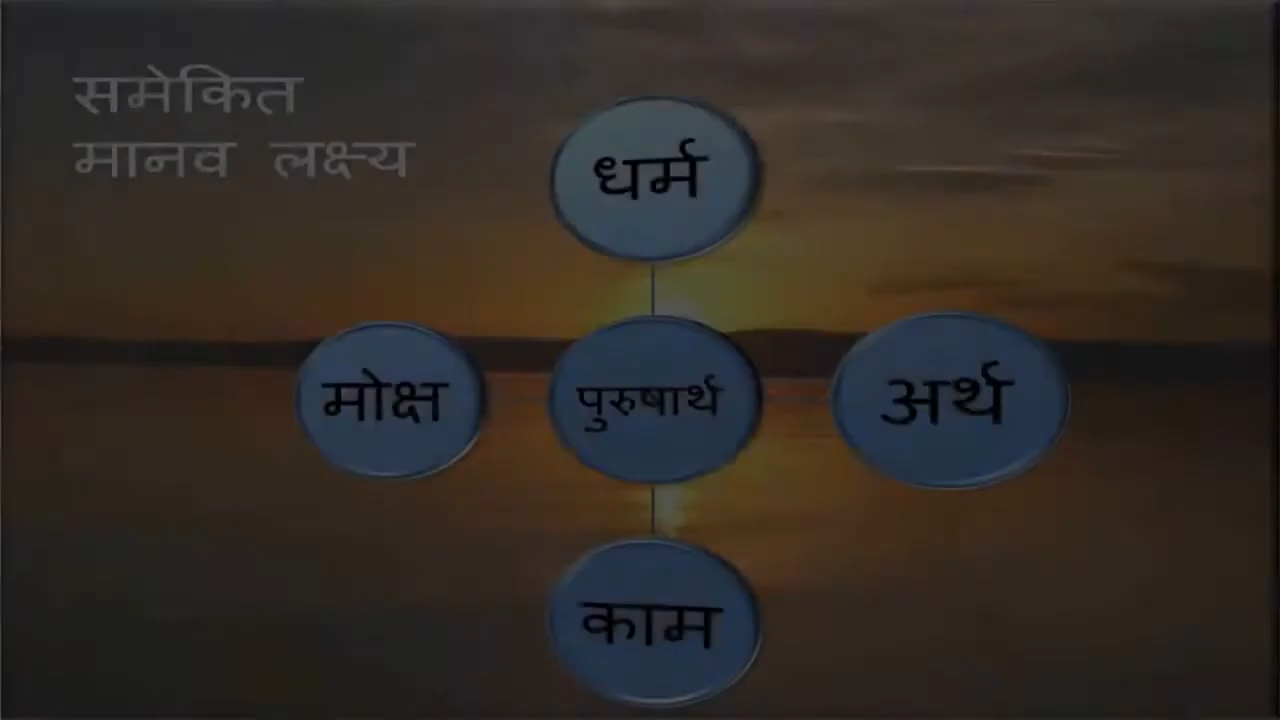 समेकित
मानव लक्ष्य
धर्म
मोक्ष
पुरुषार्थ
अर्थ
काम